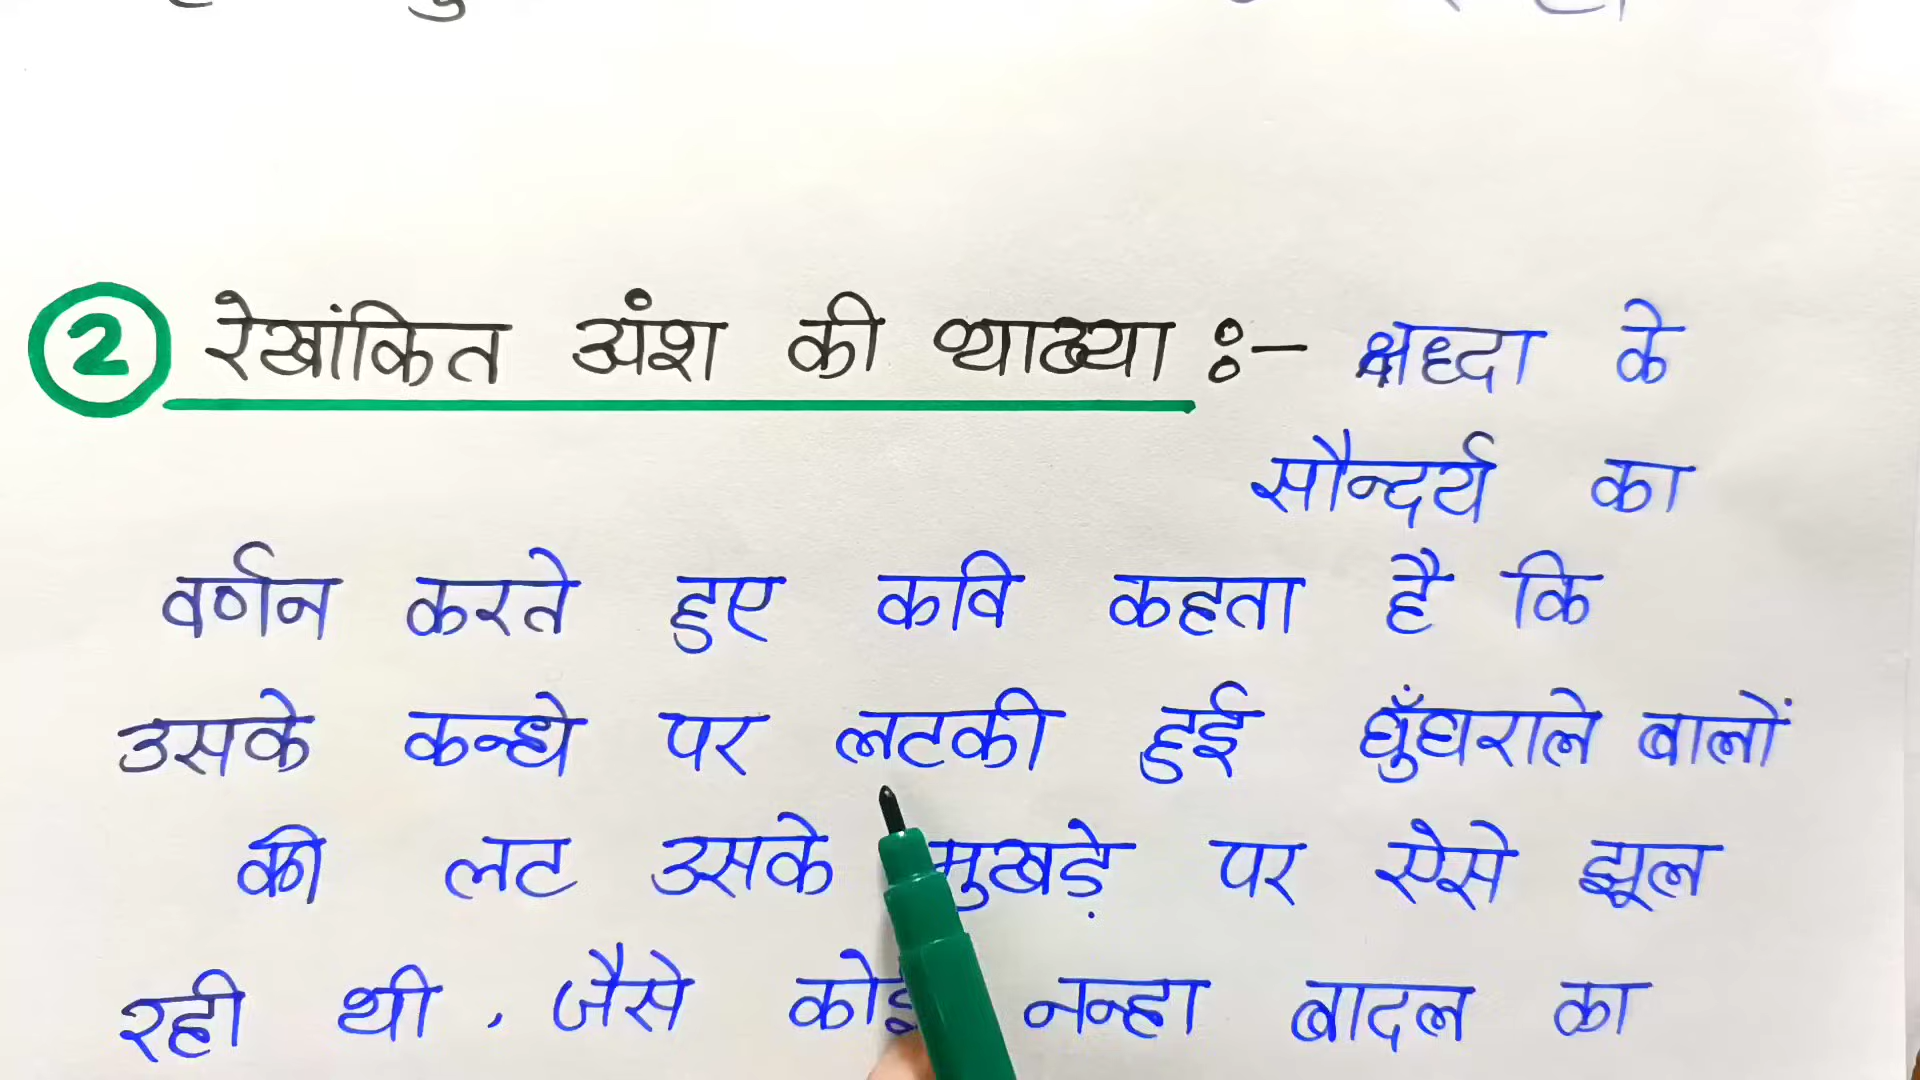 2 रेखांकित अंश की व्याख्या :- श्रद्धा के
सौन्दर्य का
वर्णन करते हुए कवि कहता है कि
उसके कन्धे पर लटकी हुई घुँघराले बालों
की लट उसके मुखड़े पर ऐसे झूल
रही थी , जैसे नन्हा बादल का